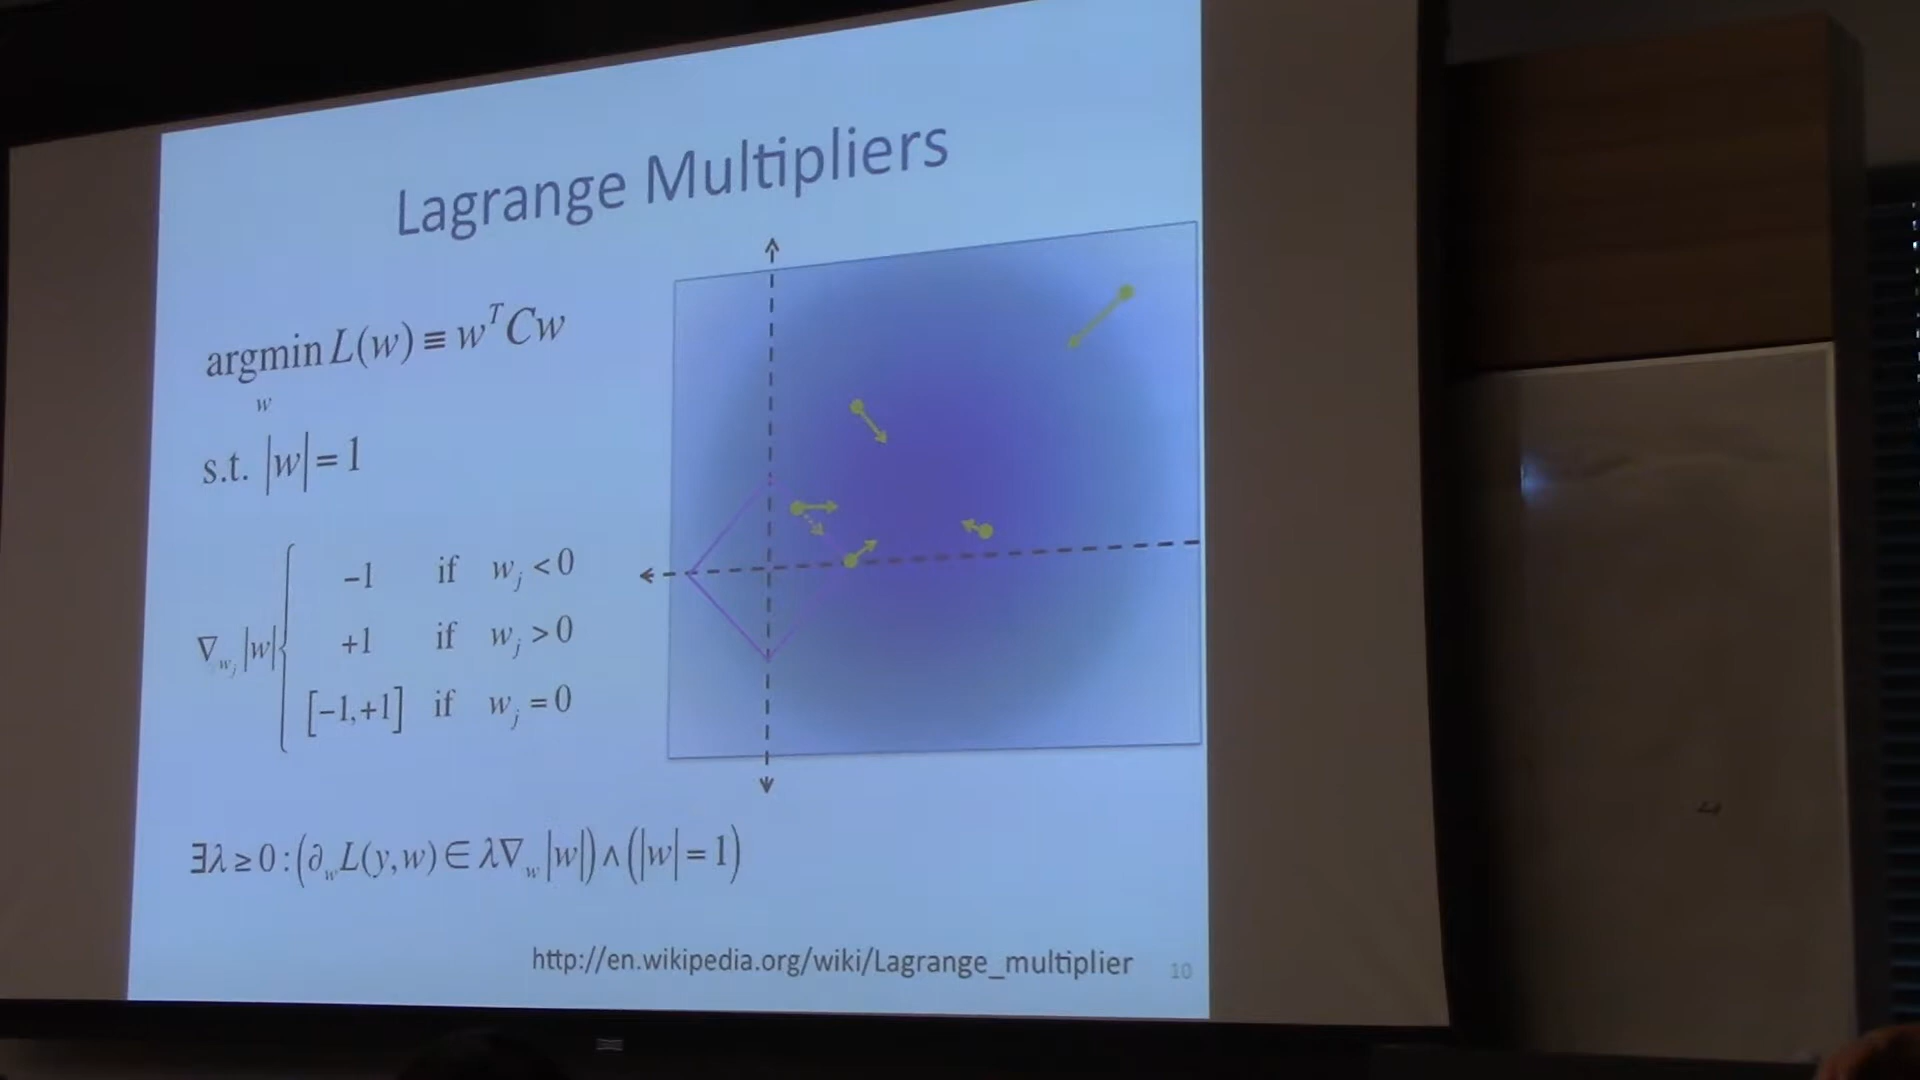 Lagrange Multipliers
argmin L(w) ≡ wᵀCw
w
s.t. |w| = 1
∇_{w_j} |w| {
−1 if w_j < 0
+1 if w_j > 0
[−1,+1] if w_j = 0
∃λ ≥ 0 : (∂_w L(y,w) ∈ λ∇_w |w|) ∧ (|w| = 1)
http://en.wikipedia.org/wiki/Lagrange_multiplier
10